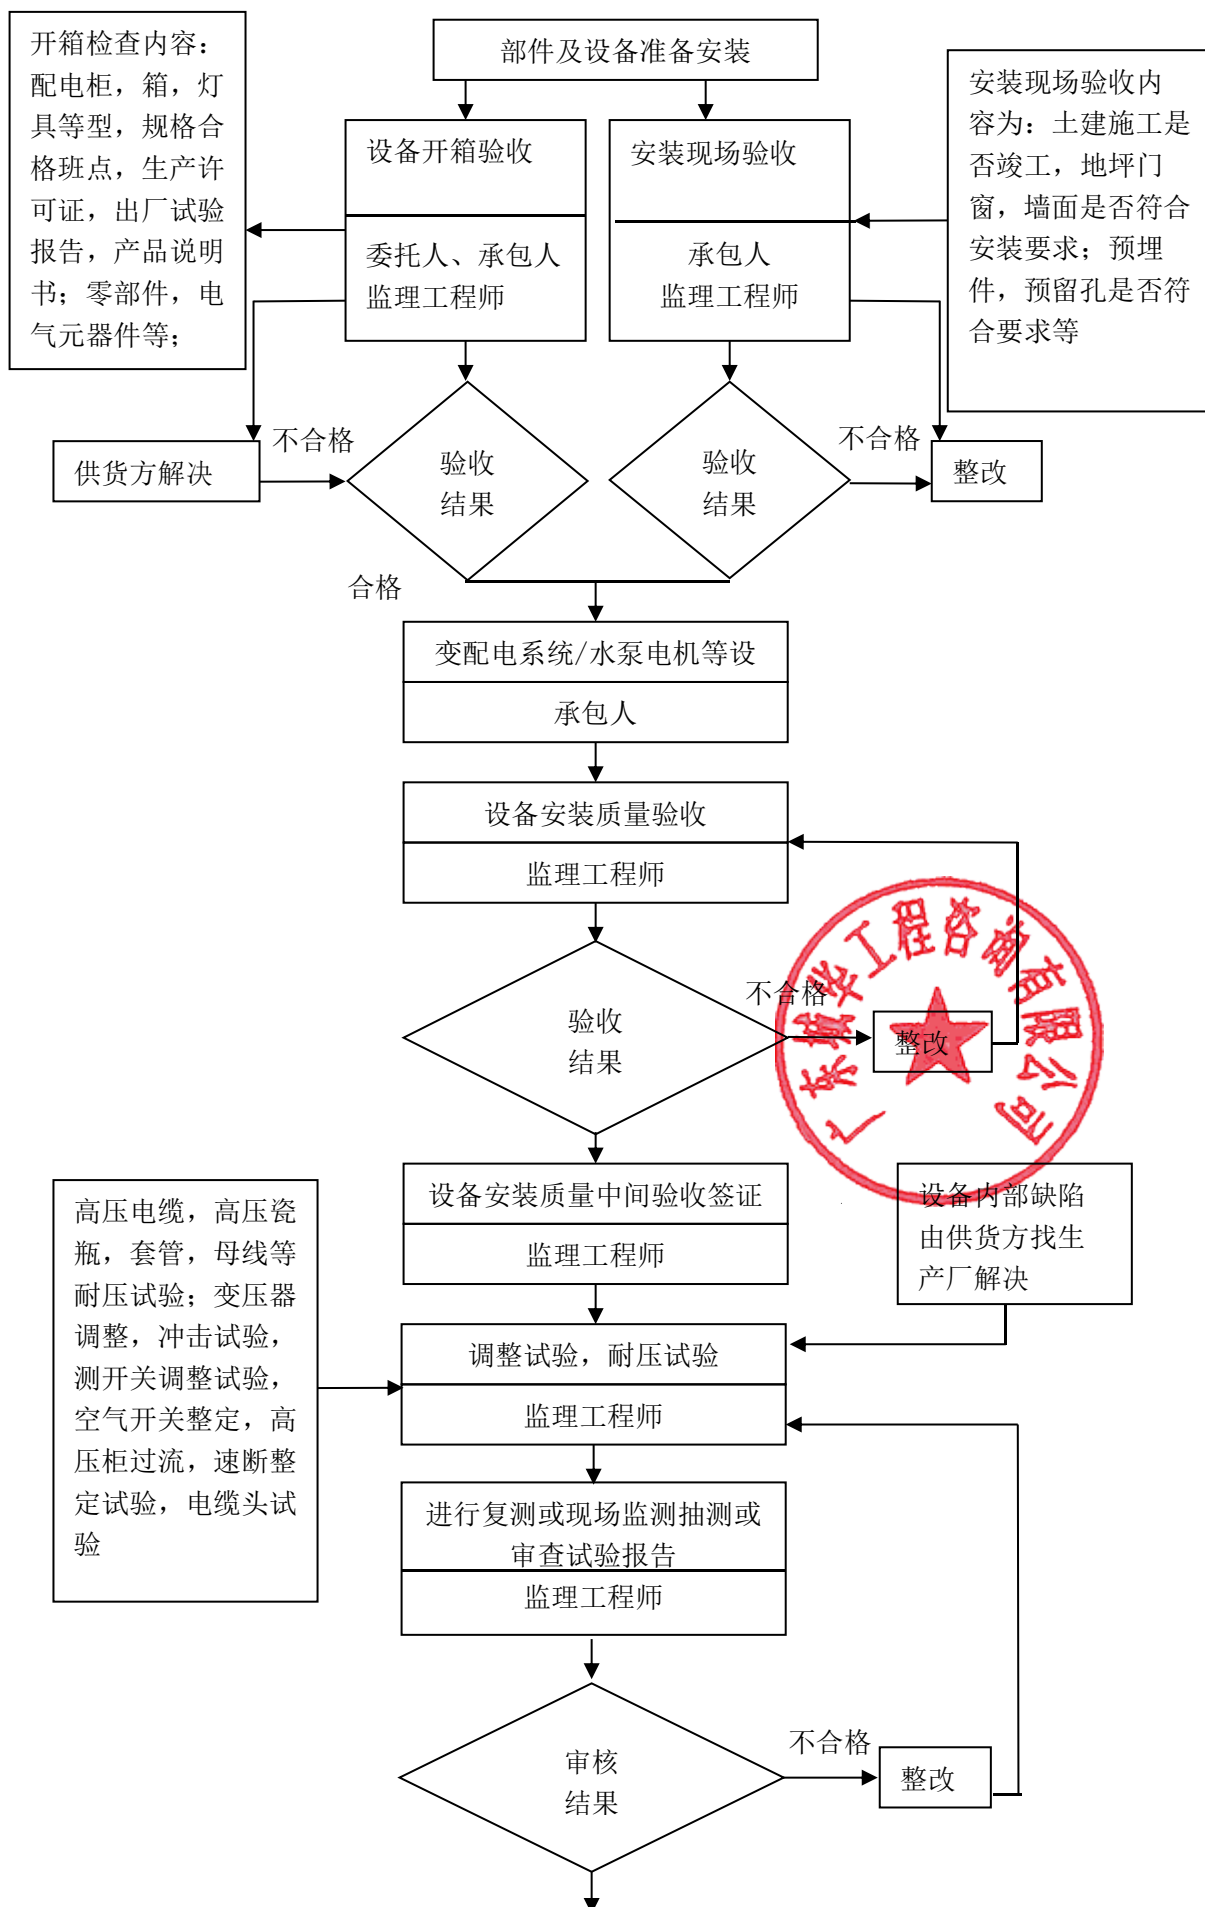 部件及设备准备安装
开箱检查内容：
配电柜，箱，灯
具等型，规格合
格班点，生产许
可证，出厂试验
报告，产品说明
书；零部件，电
气元器件等；
设备开箱验收
委托人、承包人
监理工程师
安装现场验收
承包人
监理工程师
安装现场验收内
容为：土建施工是
否竣工，地坪门
窗，墙面是否符合
安装要求；预埋
件，预留孔是否符
合要求等
供货方解决
不合格
验收
结果
验收
结果
不合格
整改
合格
变配电系统/水泵电机等设
承包人
设备安装质量验收
监理工程师
验收
结果
不合格
整改
广东城华工程咨询有限公司
设备安装质量中间验收签证
监理工程师
设备内部缺陷
由供货方找生
产厂解决
高压电缆，高压瓷
瓶，套管，母线等
耐压试验；变压器
调整，冲击试验，
测开关调整试验，
空气开关整定，高
压柜过流，速断整
定试验，电缆头试
验
调整试验，耐压试验
监理工程师
进行复测或现场监测抽测或
审查试验报告
监理工程师
审核
结果
不合格
整改